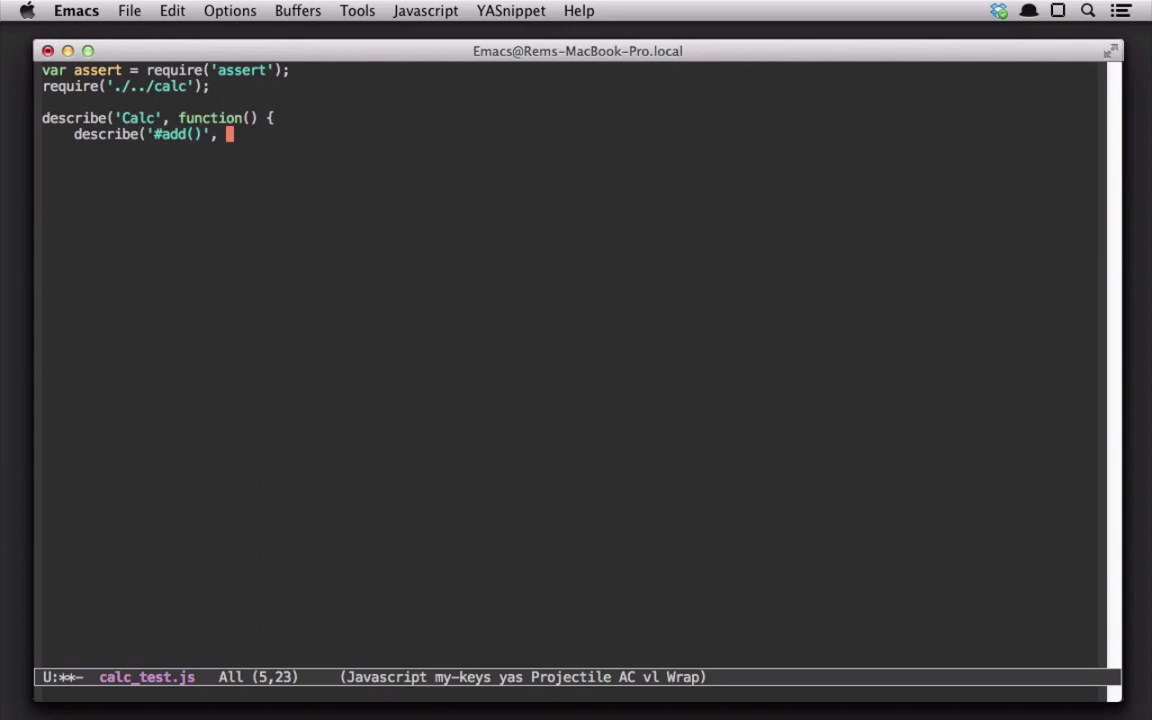 Emacs File Edit Options Buffers Tools Javascript YASnippet Help
Emacs@Rems-MacBook-Pro.local
var assert = require('assert');
require('./../calc');
describe('Calc', function() {
    describe('#add()',
U:**-  calc_test.js   All (5,23)     (Javascript my-keys yas Projectile AC vl Wrap)